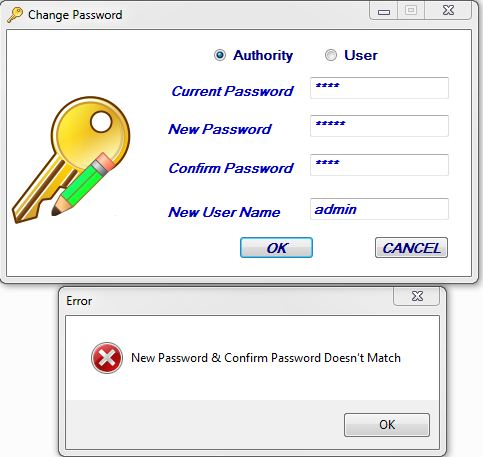 Change Password
Authority User
Current Password ****
New Password *****
Confirm Password ****
New User Name admin
OK CANCEL
Error
New Password & Confirm Password Doesn't Match
OK